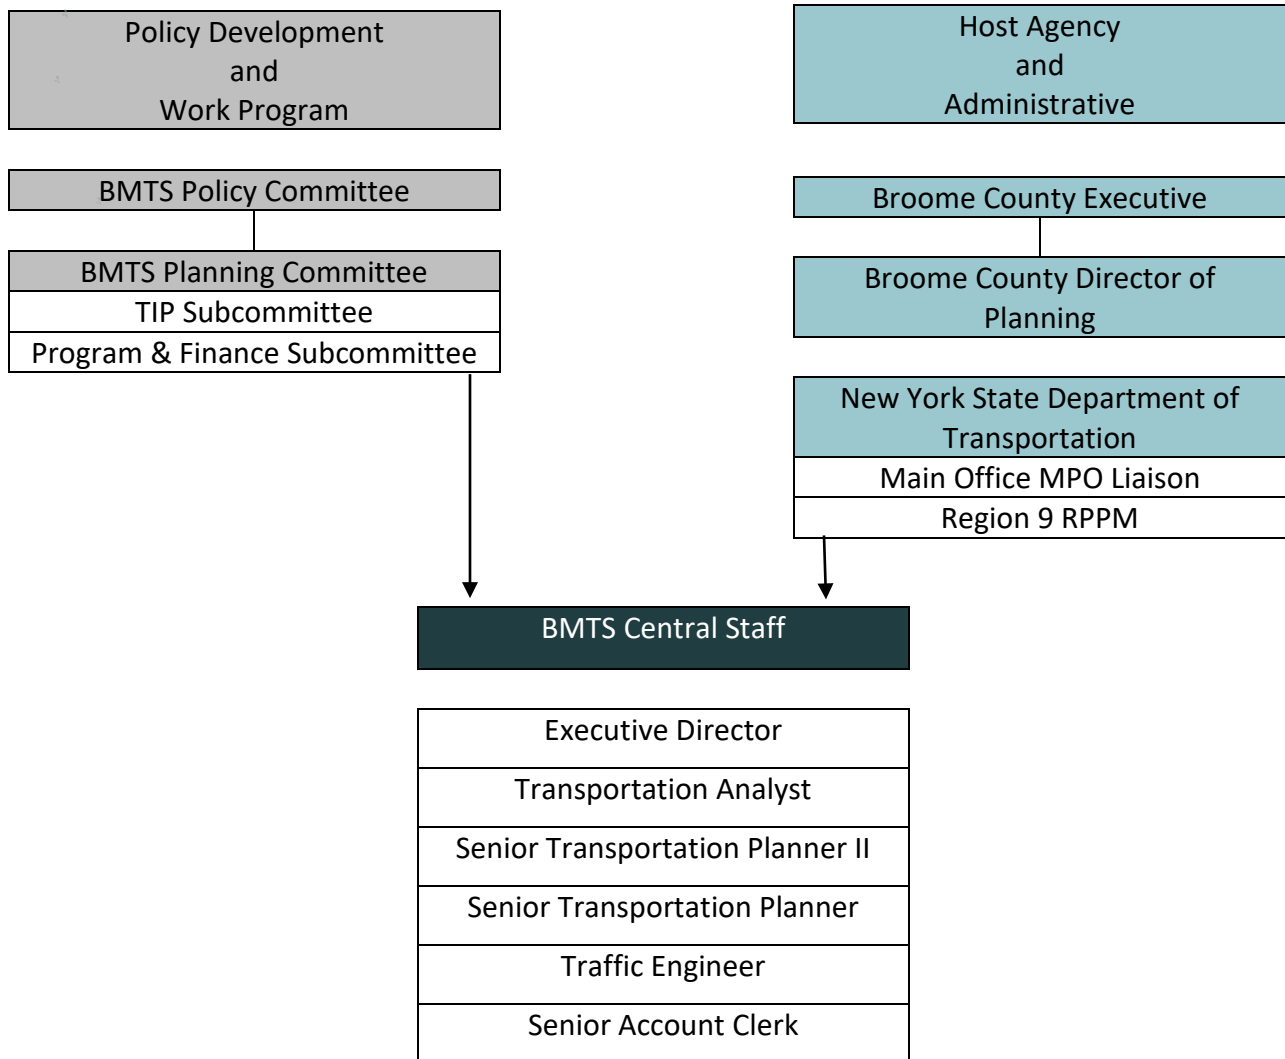 Policy Development
and
Work Program
BMTS Policy Committee
BMTS Planning Committee
TIP Subcommittee
Program & Finance Subcommittee
Host Agency
and
Administrative
Broome County Executive
Broome County Director of
Planning
New York State Department of
Transportation
Main Office MPO Liaison
Region 9 RPPM
BMTS Central Staff
Executive Director
Transportation Analyst
Senior Transportation Planner II
Senior Transportation Planner
Traffic Engineer
Senior Account Clerk